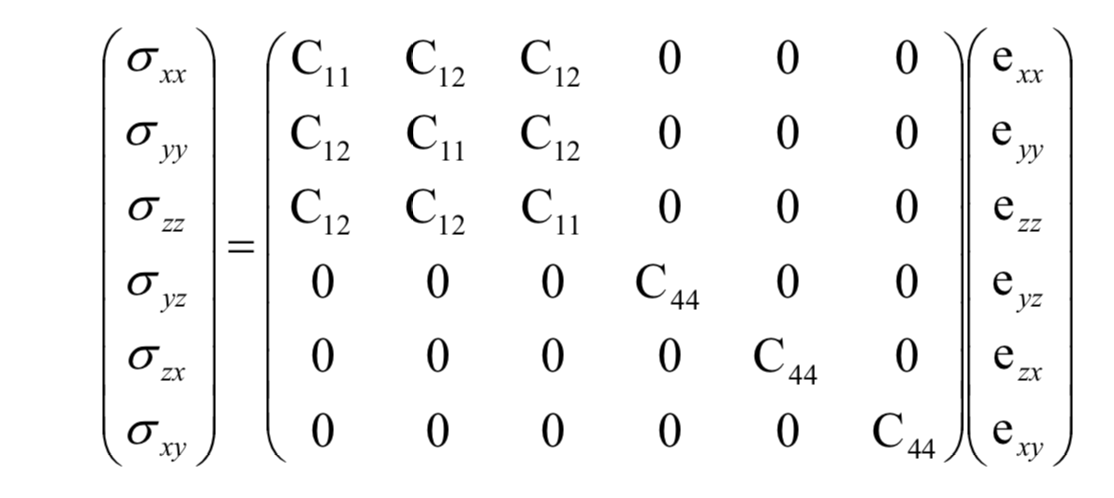 σxx C11 C12 C12 0 0 0 exx
σyy C12 C11 C12 0 0 0 eyy
σzz = C12 C12 C11 0 0 0 ezz
σyz 0 0 0 C44 0 0 eyz
σzx 0 0 0 0 C44 0 ezx
σxy 0 0 0 0 0 C44 exy